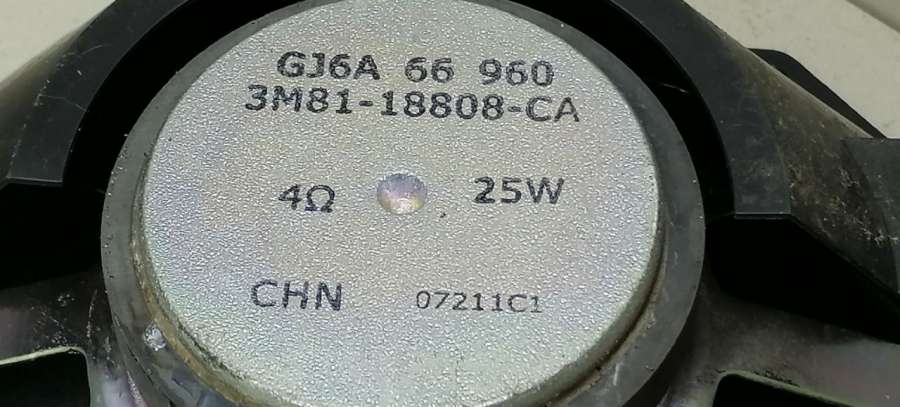 GJ6A 66 960
3M81-18808-CA
4Ω 25W
CHN 07211C1